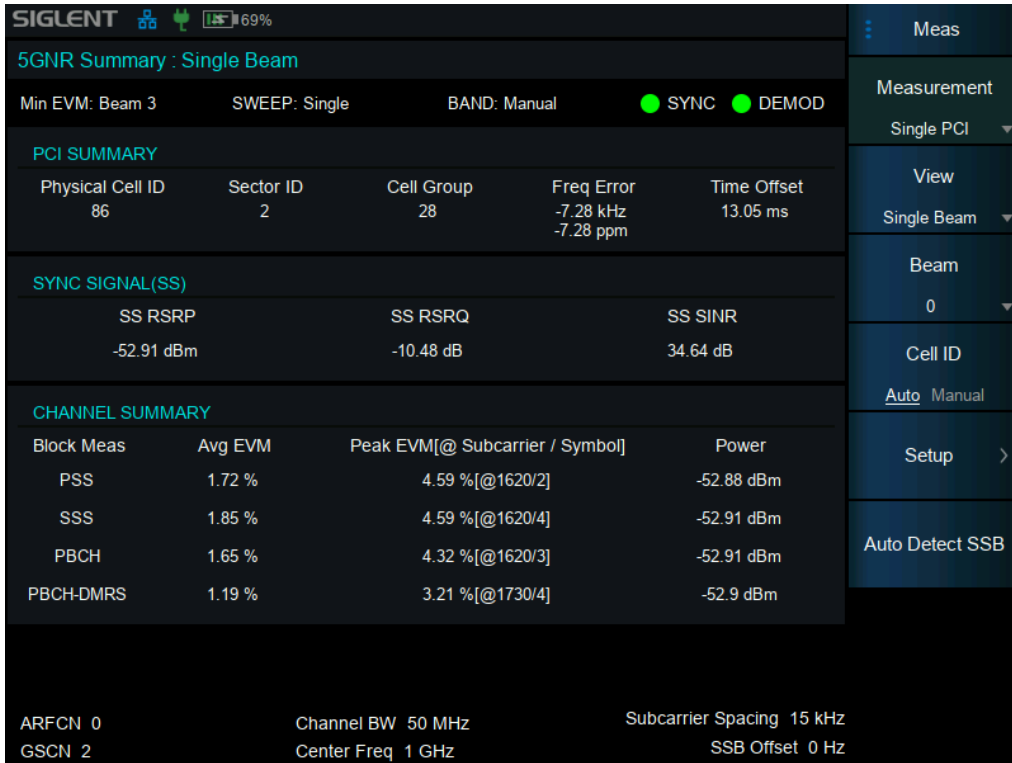 SIGLENT 69%
5GNR Summary : Single Beam
Min EVM: Beam 3 SWEEP: Single BAND: Manual SYNC DEMOD
PCI SUMMARY
Physical Cell ID Sector ID Cell Group Freq Error Time Offset
86 2 28 -7.28 kHz 13.05 ms
-7.28 ppm
SYNC SIGNAL(SS)
SS RSRP SS RSRQ SS SINR
-52.91 dBm -10.48 dB 34.64 dB
CHANNEL SUMMARY
Block Meas Avg EVM Peak EVM[@ Subcarrier / Symbol] Power
PSS 1.72 % 4.59 %[@1620/2] -52.88 dBm
SSS 1.85 % 4.59 %[@1620/4] -52.91 dBm
PBCH 1.65 % 4.32 %[@1620/3] -52.91 dBm
PBCH-DMRS 1.19 % 3.21 %[@1730/4] -52.9 dBm
ARFCN 0 Channel BW 50 MHz Subcarrier Spacing 15 kHz
GSCN 2 Center Freq 1 GHz SSB Offset 0 Hz
Meas
Measurement
Single PCI
View
Single Beam
Beam
0
Cell ID
Auto Manual
Setup
Auto Detect SSB